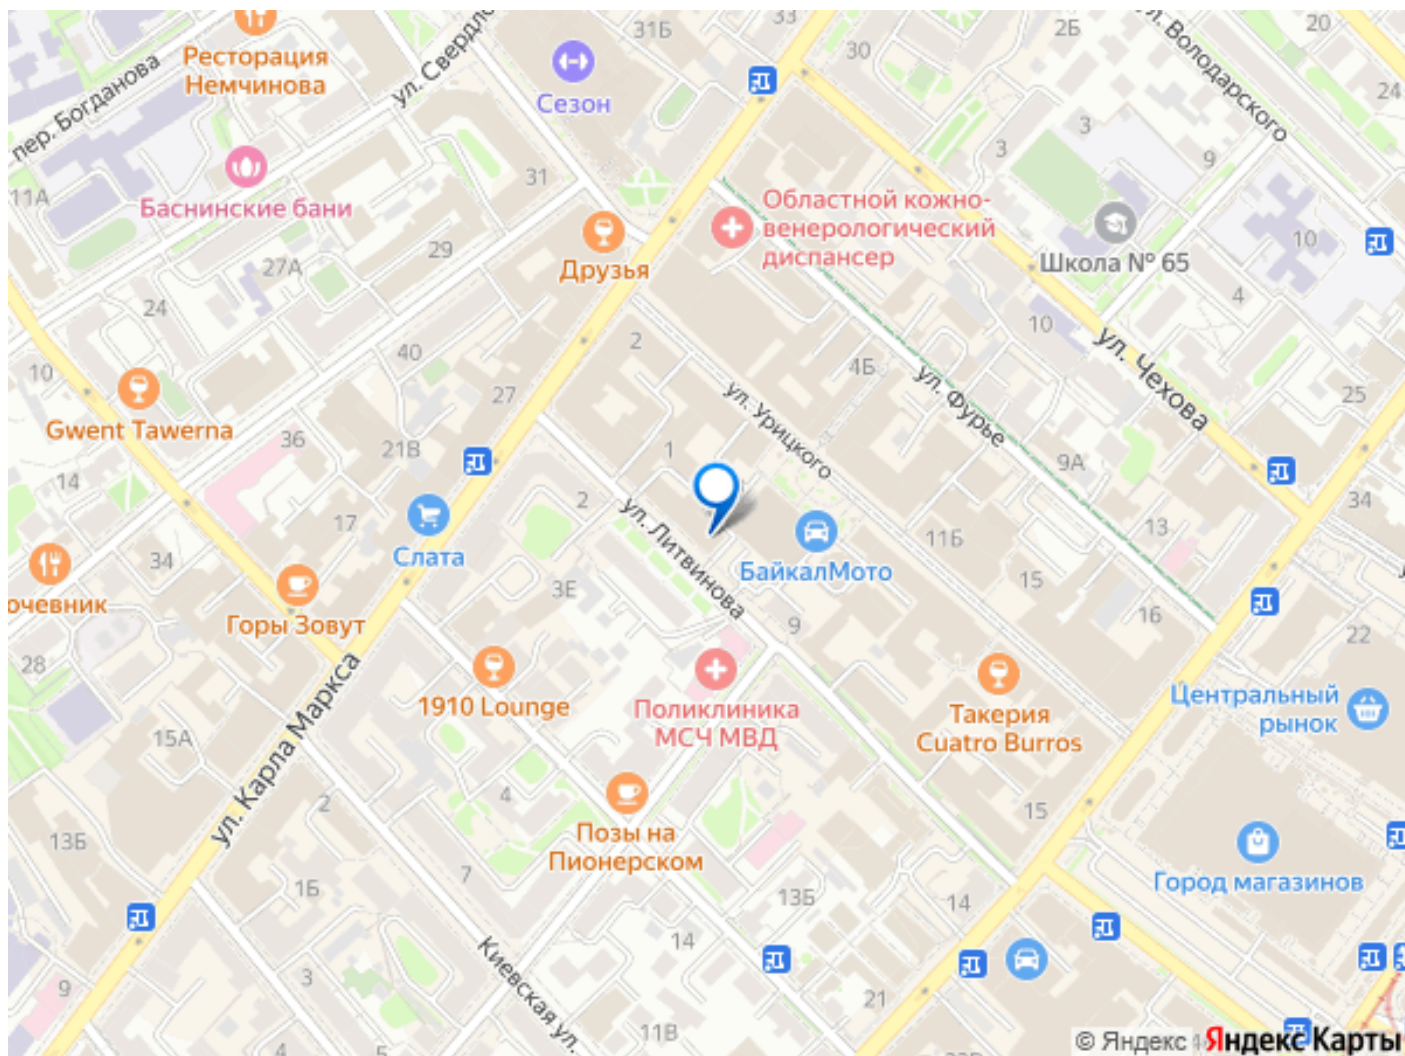 Ресторация
Немчинова
пер. Богданова
ул. Свердло
31Б
30
2Б
ул. Володарского
20
24
Сезон
3
3
9
11А
31
Баснинские бани
29
27А
24
Друзья
Областной кожно-
венерологический
диспансер
Школа № 65
10
4
10
ул. Чехова
2
40
10
27
4Б
ул. Фурье
ул. Урицкого
25
Gwent Tawerna
36
21В
1
9А
14
17
2
34
13
Слата
ул. Литвинова
БайкалМото
11Б
34
очевник
Горы Зовут
3Е
15
16
9
22
28
ул. Карла Маркса
1910 Lounge
Поликлиника
МСЧ МВД
Такерия
Cuatro Burros
Центральный
рынок
15А
2
4
15
13Б
Позы на
Пионерском
7
Город магазинов
1Б
13Б
14
14
Киевская ул.
3
9
21
11В
4
5
© Яндекс
Яндекс Карты